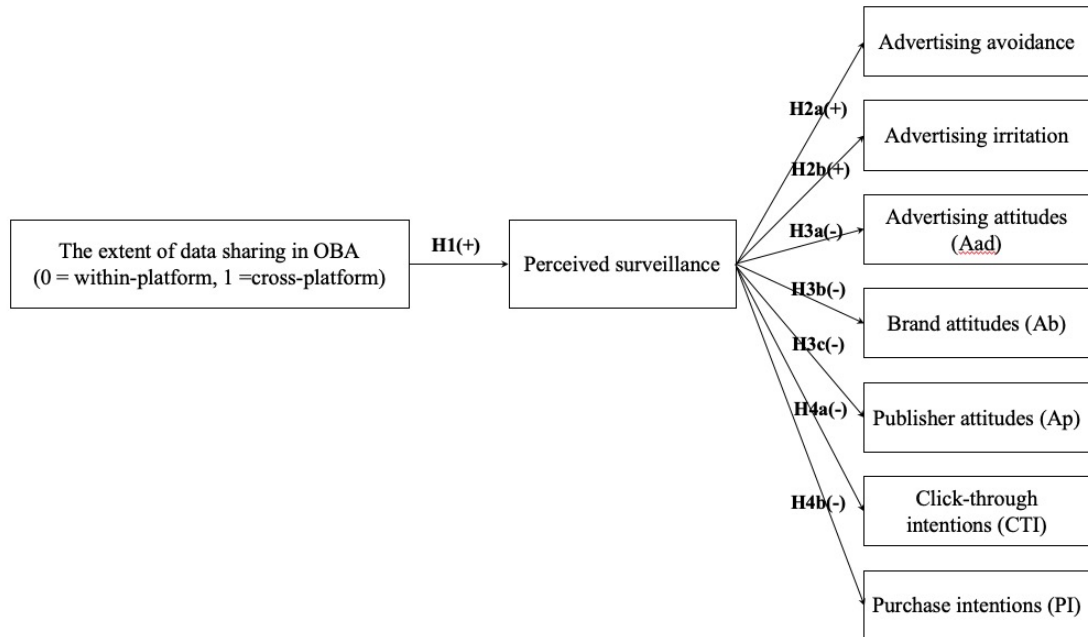 Advertising avoidance
H2a(+)
Advertising irritation
H2b(+)
Advertising attitudes
(Aad)
H3a(-)
H1(+)
The extent of data sharing in OBA
(0 = within-platform, 1 =cross-platform)
Perceived surveillance
H3b(-)
Brand attitudes (Ab)
H3c(-)
H4a(-)
Publisher attitudes (Ap)
H4b(-)
Click-through
intentions (CTI)
Purchase intentions (PI)